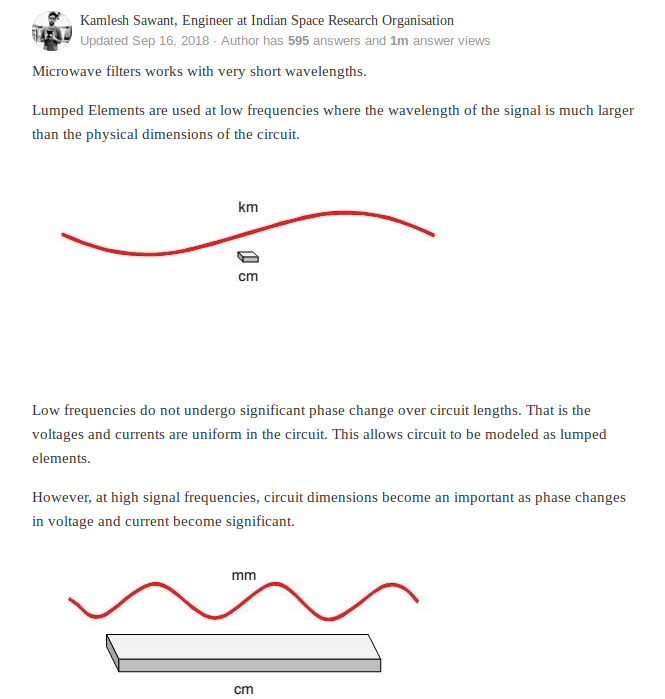 Kamlesh Sawant, Engineer at Indian Space Research Organisation
Updated Sep 16, 2018 · Author has 595 answers and 1m answer views
Microwave filters works with very short wavelengths.
Lumped Elements are used at low frequencies where the wavelength of the signal is much larger
than the physical dimensions of the circuit.
km
cm
Low frequencies do not undergo significant phase change over circuit lengths. That is the
voltages and currents are uniform in the circuit. This allows circuit to be modeled as lumped
elements.
However, at high signal frequencies, circuit dimensions become an important as phase changes
in voltage and current become significant.
mm
cm